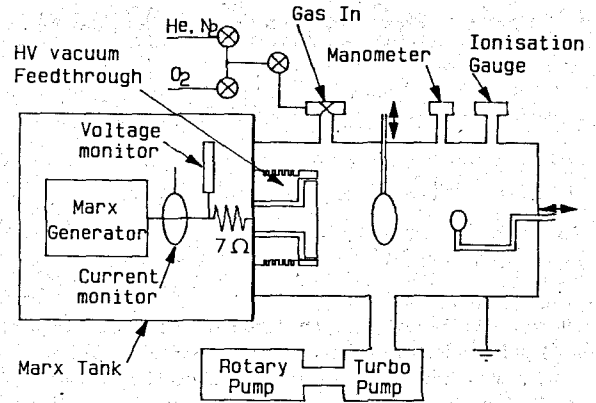 He, N₂
O₂
Gas In
Manometer
Ionisation
Gauge
HV vacuum
Feedthrough
Voltage
monitor
Marx
Generator
7 Ω
Current
monitor
Marx Tank
Rotary
Pump
Turbo
Pump